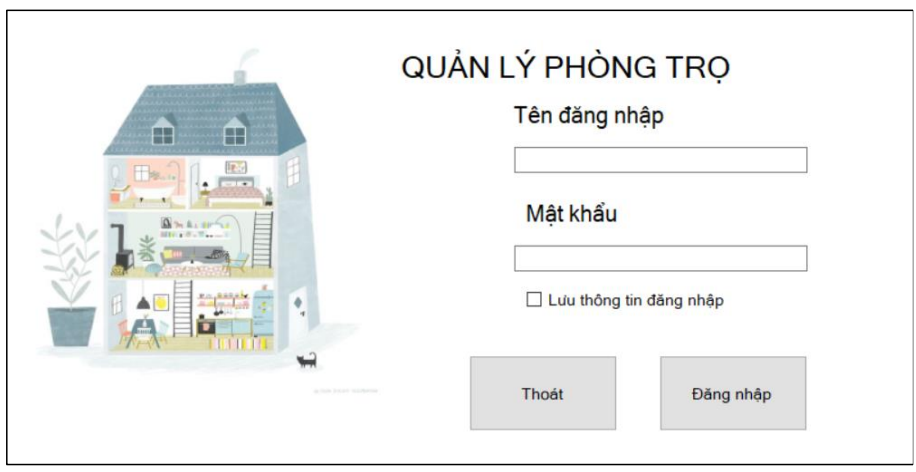 QUẢN LÝ PHÒNG TRỌ
Tên đăng nhập
Mật khẩu
Lưu thông tin đăng nhập
Thoát
Đăng nhập